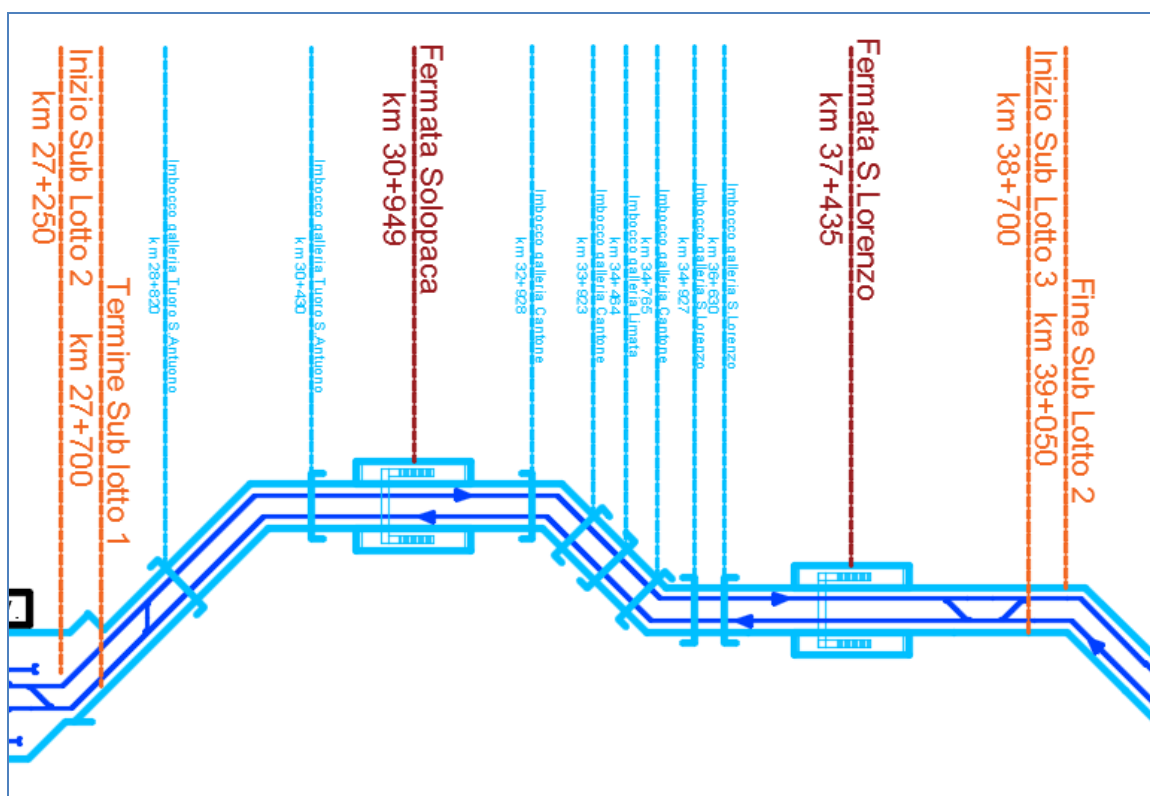 Inizio Sub Lotto 2
km 27+250
Termine Sub lotto 1
km 27+700
Imbocco galleria Tuoro S.Antuono
km 28+820
Imbocco galleria Tuoro S.Antuono
km 30+430
Fermata Solopaca
km 30+949
Imbocco galleria Cantone
km 32+928
Imbocco galleria Cantone
km 33+923
Imbocco galleria Limata
km 34+464
Imbocco galleria Cantone
km 34+765
Imbocco galleria S.Lorenzo
km 34+927
Imbocco galleria S.Lorenzo
km 36+630
Fermata S.Lorenzo
km 37+435
Inizio Sub Lotto 3
km 38+700
Fine Sub Lotto 2
km 39+050